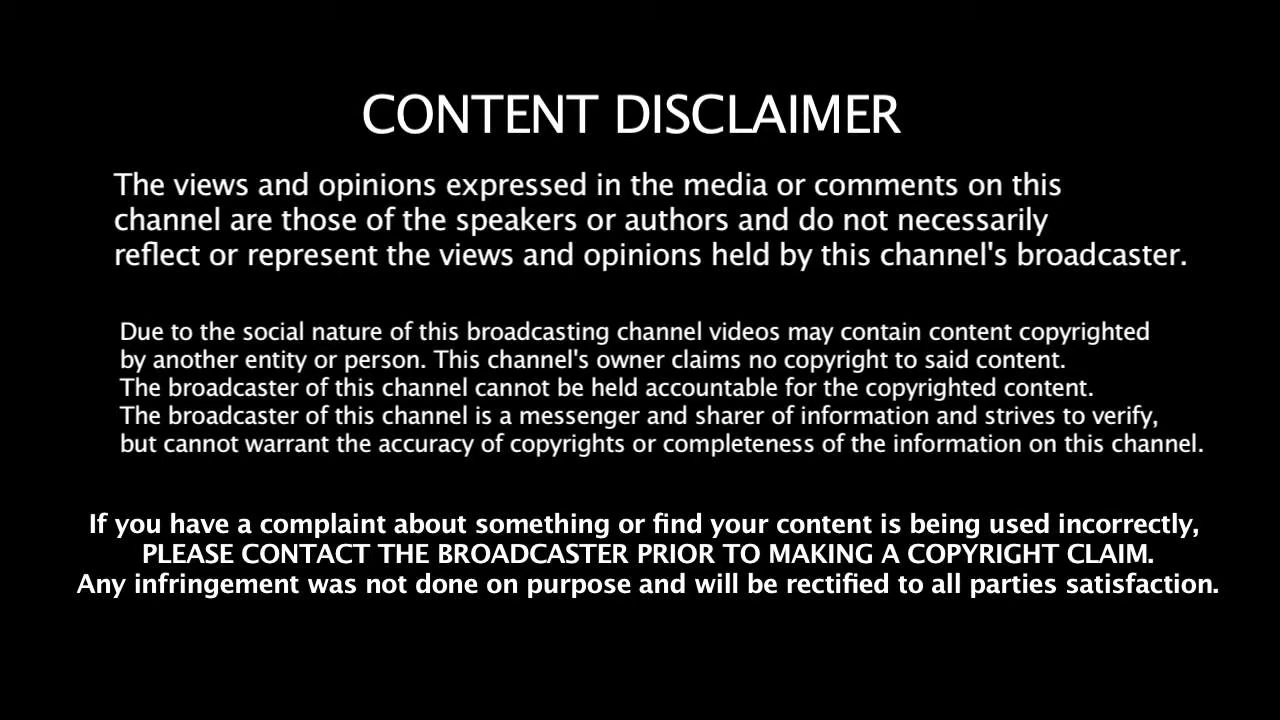 CONTENT DISCLAIMER
The views and opinions expressed in the media or comments on this
channel are those of the speakers or authors and do not necessarily
reflect or represent the views and opinions held by this channel's broadcaster.
Due to the social nature of this broadcasting channel videos may contain content copyrighted
by another entity or person. This channel's owner claims no copyright to said content.
The broadcaster of this channel cannot be held accountable for the copyrighted content.
The broadcaster of this channel is a messenger and sharer of information and strives to verify,
but cannot warrant the accuracy of copyrights or completeness of the information on this channel.
If you have a complaint about something or find your content is being used incorrectly,
PLEASE CONTACT THE BROADCASTER PRIOR TO MAKING A COPYRIGHT CLAIM.
Any infringement was not done on purpose and will be rectified to all parties satisfaction.